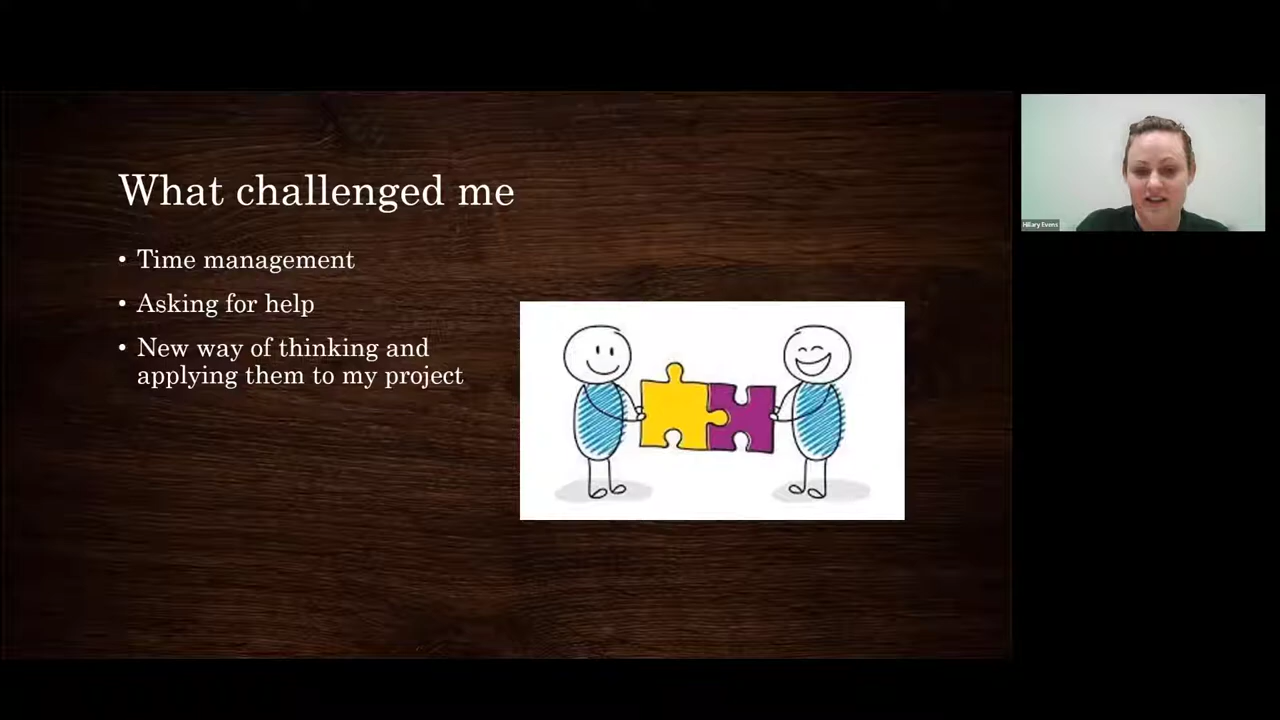 What challenged me
• Time management
• Asking for help
• New way of thinking and
applying them to my project
Hillary Evens